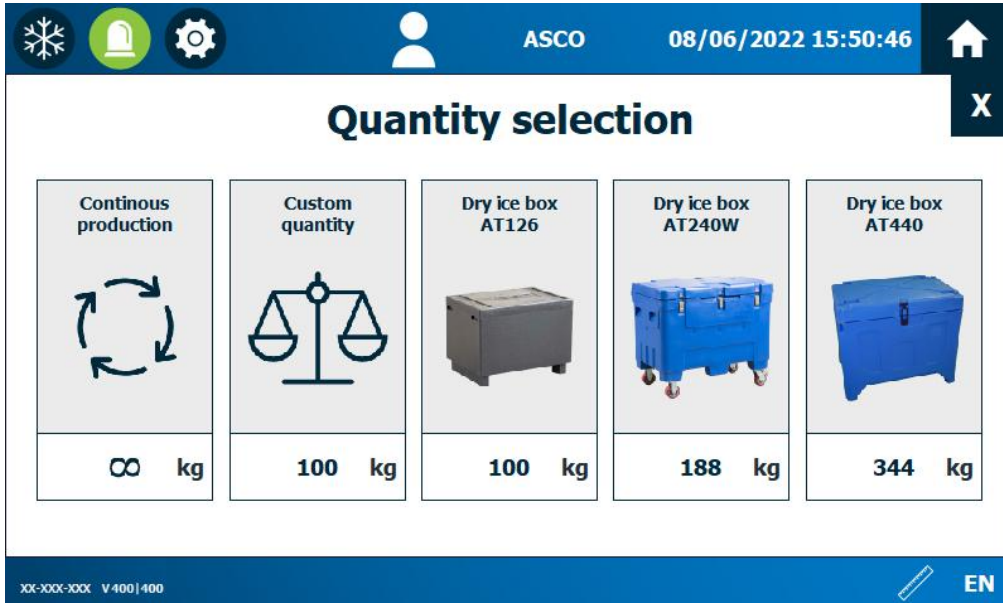 ASCO 08/06/2022 15:50:46
X
Quantity selection
Continous
production
Custom
quantity
Dry ice box
AT126
Dry ice box
AT240W
Dry ice box
AT440
∞ kg
100 kg
100 kg
188 kg
344 kg
XX-XXX-XXX V400|400
EN